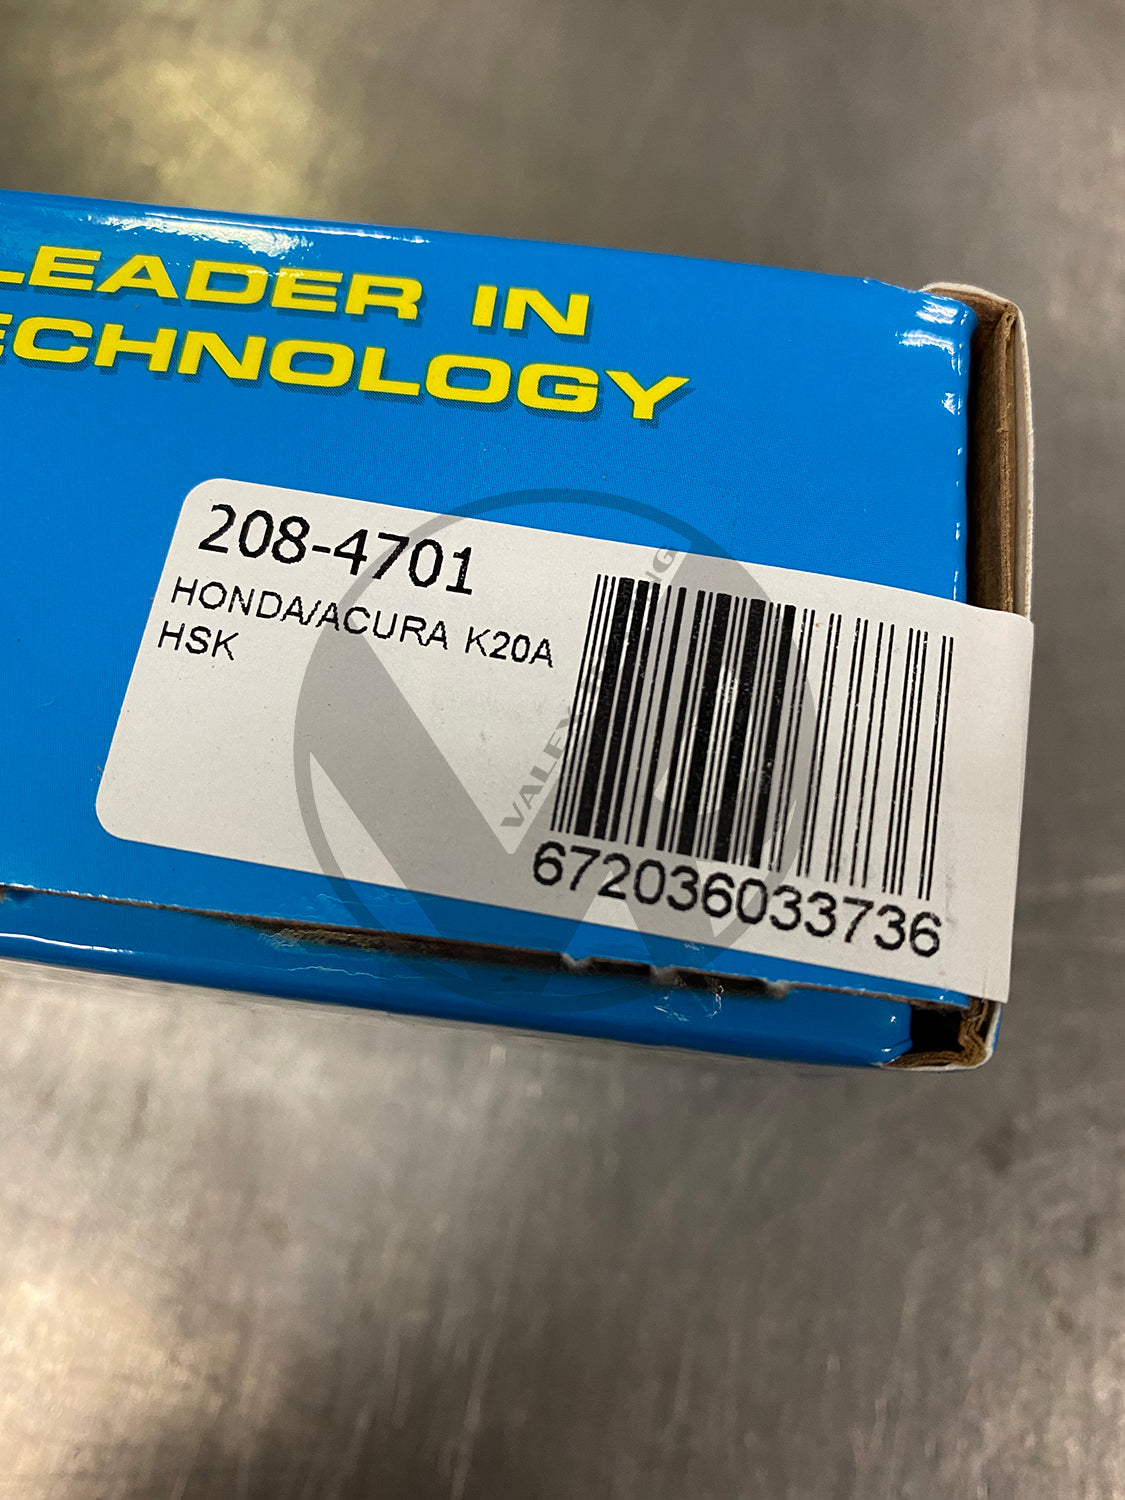 LEADER IN
ECHNOLOGY
208-4701
HONDA/ACURA K20A
HSK
672036033736